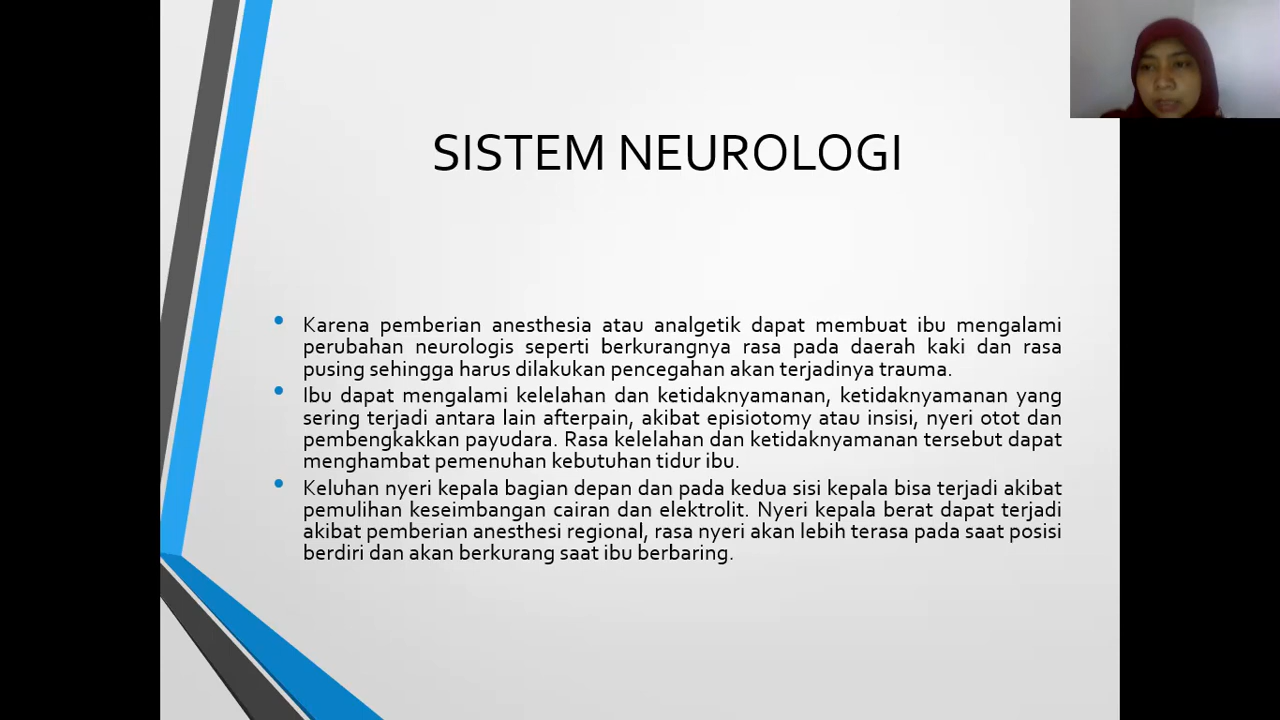 SISTEM NEUROLOGI
• Karena pemberian anesthesia atau analgetik dapat membuat ibu mengalami
perubahan neurologis seperti berkurangnya rasa pada daerah kaki dan rasa
pusing sehingga harus dilakukan pencegahan akan terjadinya trauma.
• Ibu dapat mengalami kelelahan dan ketidaknyamanan, ketidaknyamanan yang
sering terjadi antara lain afterpain, akibat episiotomy atau insisi, nyeri otot dan
pembengkakkan payudara. Rasa kelelahan dan ketidaknyamanan tersebut dapat
menghambat pemenuhan kebutuhan tidur ibu.
• Keluhan nyeri kepala bagian depan dan pada kedua sisi kepala bisa terjadi akibat
pemulihan keseimbangan cairan dan elektrolit. Nyeri kepala berat dapat terjadi
akibat pemberian anesthesi regional, rasa nyeri akan lebih terasa pada saat posisi
berdiri dan akan berkurang saat ibu berbaring.